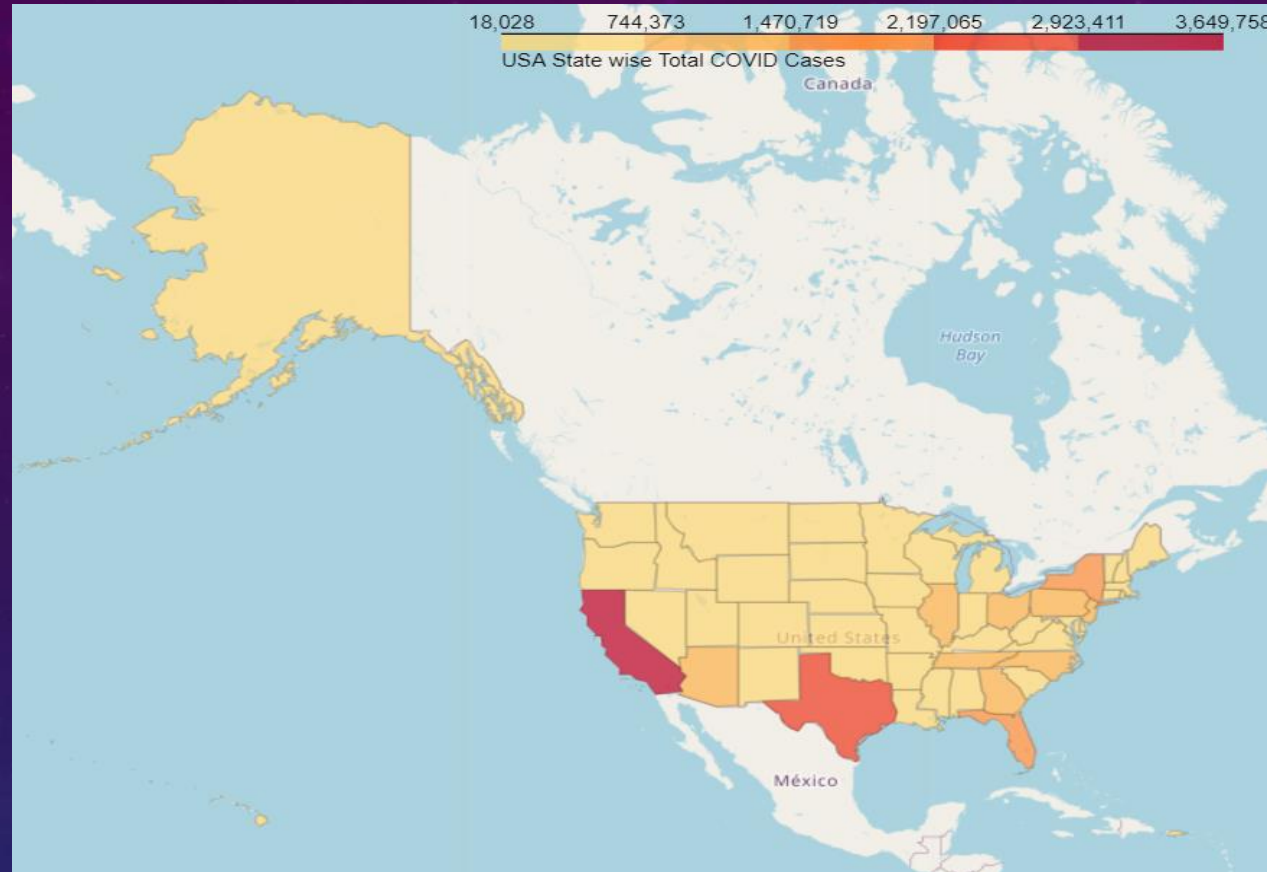 18,028 744,373 1,470,719 2,197,065 2,923,411 3,649,758
USA State wise Total COVID Cases
Canada
Hudson
Bay
United States
México